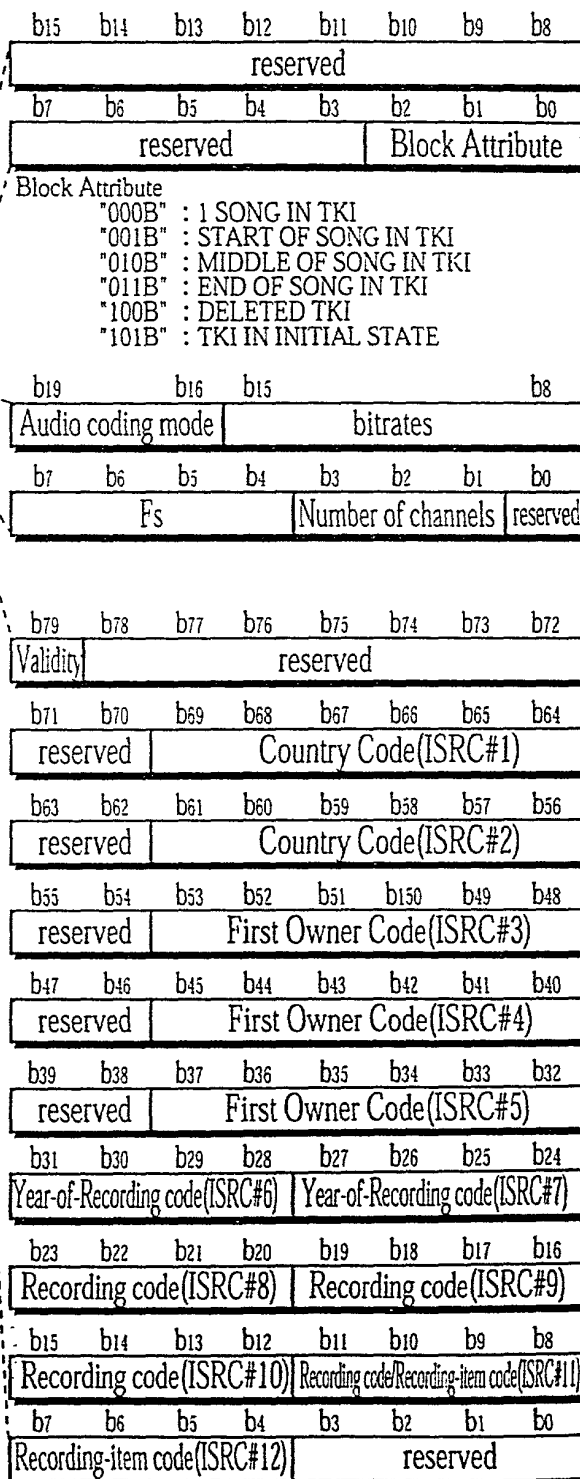 b15 b14 b13 b12 b11 b10 b9 b8
reserved
b7 b6 b5 b4 b3 b2 b1 b0
reserved Block Attribute
Block Attribute
"000B" : 1 SONG IN TKI
"001B" : START OF SONG IN TKI
"010B" : MIDDLE OF SONG IN TKI
"011B" : END OF SONG IN TKI
"100B" : DELETED TKI
"101B" : TKI IN INITIAL STATE
b19 b16 b15 b8
Audio coding mode bitrates
b7 b6 b5 b4 b3 b2 b1 b0
Fs Number of channels reserved
b79 b78 b77 b76 b75 b74 b73 b72
Validity reserved
b71 b70 b69 b68 b67 b66 b65 b64
reserved Country Code(ISRC#1)
b63 b62 b61 b60 b59 b58 b57 b56
reserved Country Code(ISRC#2)
b55 b54 b53 b52 b51 b150 b49 b48
reserved First Owner Code(ISRC#3)
b47 b46 b45 b44 b43 b42 b41 b40
reserved First Owner Code(ISRC#4)
b39 b38 b37 b36 b35 b34 b33 b32
reserved First Owner Code(ISRC#5)
b31 b30 b29 b28 b27 b26 b25 b24
Year-of-Recording code(ISRC#6) Year-of-Recording code(ISRC#7)
b23 b22 b21 b20 b19 b18 b17 b16
Recording code(ISRC#8) Recording code(ISRC#9)
b15 b14 b13 b12 b11 b10 b9 b8
Recording code(ISRC#10) Recording code/Recording-item code(ISRC#11)
b7 b6 b5 b4 b3 b2 b1 b0
Recording-item code(ISRC#12) reserved